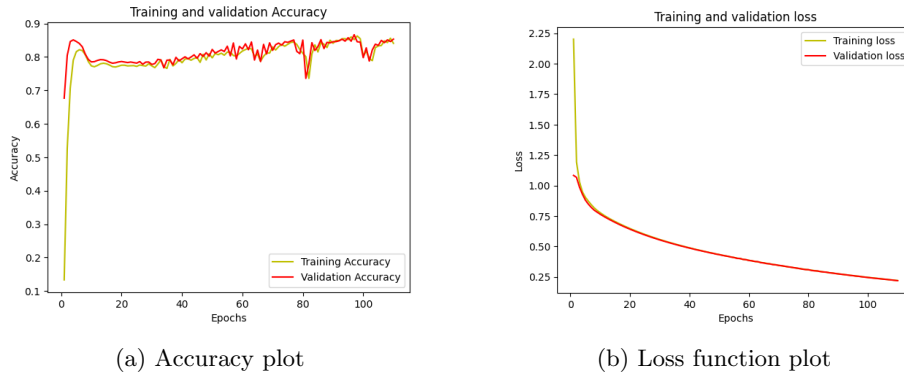 Training and validation Accuracy
0.9
0.8
0.7
0.6
0.5
0.4
0.3
0.2
0.1
Accuracy
Training Accuracy
Validation Accuracy
0
20
40
60
80
100
Epochs
(a) Accuracy plot
Training and validation loss
2.25
2.00
1.75
1.50
1.25
1.00
0.75
0.50
0.25
Loss
Training loss
Validation loss
0
20
40
60
80
100
Epochs
(b) Loss function plot